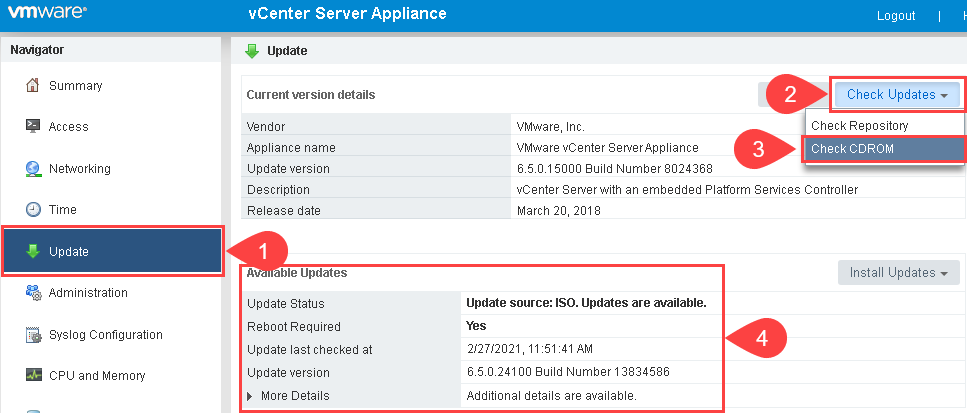 vmware® vCenter Server Appliance Logout | H
Navigator
Update
Summary
Access
Networking
Time
Update
Administration
Syslog Configuration
CPU and Memory
Current version details
2
Check Updates
Check Repository
3
Check CDROM
Vendor VMware, Inc.
Appliance name VMware vCenter Server Appliance
Update version 6.5.0.15000 Build Number 8024368
Description vCenter Server with an embedded Platform Services Controller
Release date March 20, 2018
1
Available Updates
Install Updates
Update Status Update source: ISO. Updates are available.
Reboot Required Yes
Update last checked at 2/27/2021, 11:51:41 AM
4
Update version 6.5.0.24100 Build Number 13834586
More Details Additional details are available.